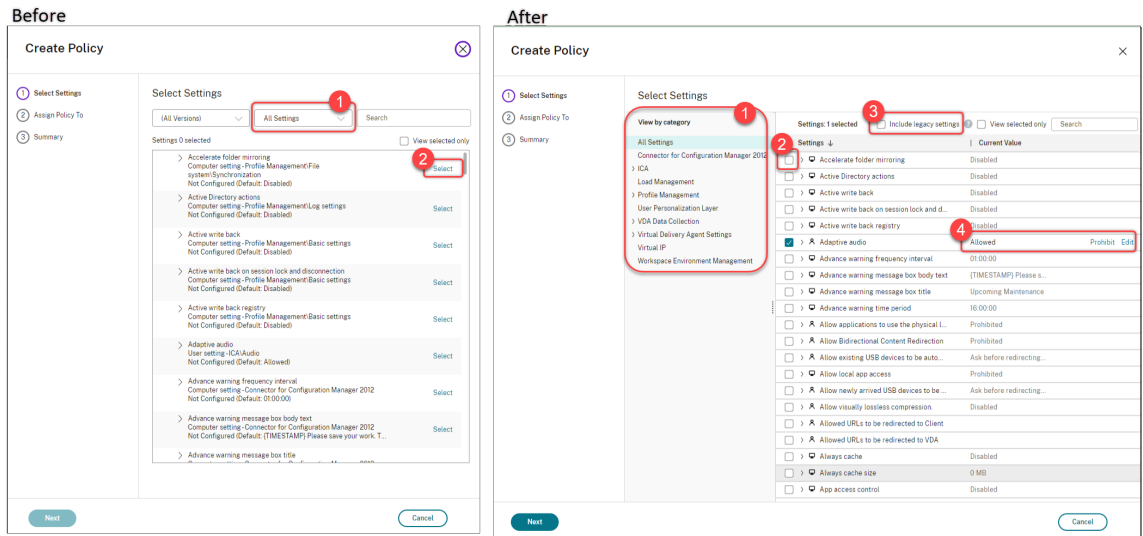 Before
Create Policy
1 Select Settings
2 Assign Policy To
3 Summary
Select Settings
1
(All Versions) All Settings Search
Settings 0 selected View selected only
2
Accelerate folder mirroring
Computer setting - Profile Management\File
system\Synchronization
Not Configured (Default: Disabled)
Select
Active Directory actions
Computer setting - Profile Management\Log settings
Not Configured (Default: Disabled)
Select
Active write back
Computer setting - Profile Management\Basic settings
Not Configured (Default: Disabled)
Select
Active write back on session lock and disconnection
Computer setting - Profile Management\Basic settings
Not Configured (Default: Disabled)
Select
Active write back registry
Computer setting - Profile Management\Basic settings
Not Configured (Default: Disabled)
Select
Adaptive audio
User setting - ICA\Audio
Not Configured (Default: Allowed)
Select
Advance warning frequency interval
Computer setting - Connector for Configuration Manager 2012
Not Configured (Default: 01:00:00)
Select
Advance warning message box body text
Computer setting - Connector for Configuration Manager 2012
Not Configured (Default: {TIMESTAMP} Please save your work. T...
Select
Advance warning message box title
Next Cancel
After
Create Policy
1 Select Settings
2 Assign Policy To
3 Summary
Select Settings
1
View by category
All Settings
Connector for Configuration Manager 2012
ICA
Load Management
Profile Management
User Personalization Layer
VDA Data Collection
Virtual Delivery Agent Settings
Virtual IP
Workspace Environment Management
3
Settings: 1 selected Include legacy settings ? View selected only Search
2
Settings ↓ Current Value
Accelerate folder mirroring Disabled
Active Directory actions Disabled
Active write back Disabled
Active write back on session lock and d... Disabled
Active write back registry Disabled
4
Adaptive audio Allowed Prohibit Edit
Advance warning frequency interval 01:00:00
Advance warning message box body text {TIMESTAMP} Please s...
Advance warning message box title Upcoming Maintenance
Advance warning time period 16:00:00
Allow applications to use the physical l... Prohibited
Allow Bidirectional Content Redirection Prohibited
Allow existing USB devices to be auto... Ask before redirecting...
Allow local app access Prohibited
Allow newly arrived USB devices to be ... Ask before redirecting...
Allow visually lossless compression. Disabled
Allowed URLs to be redirected to Client
Allowed URLs to be redirected to VDA
Always cache Disabled
Always cache size 0 MB
App access control Disabled
Next Cancel